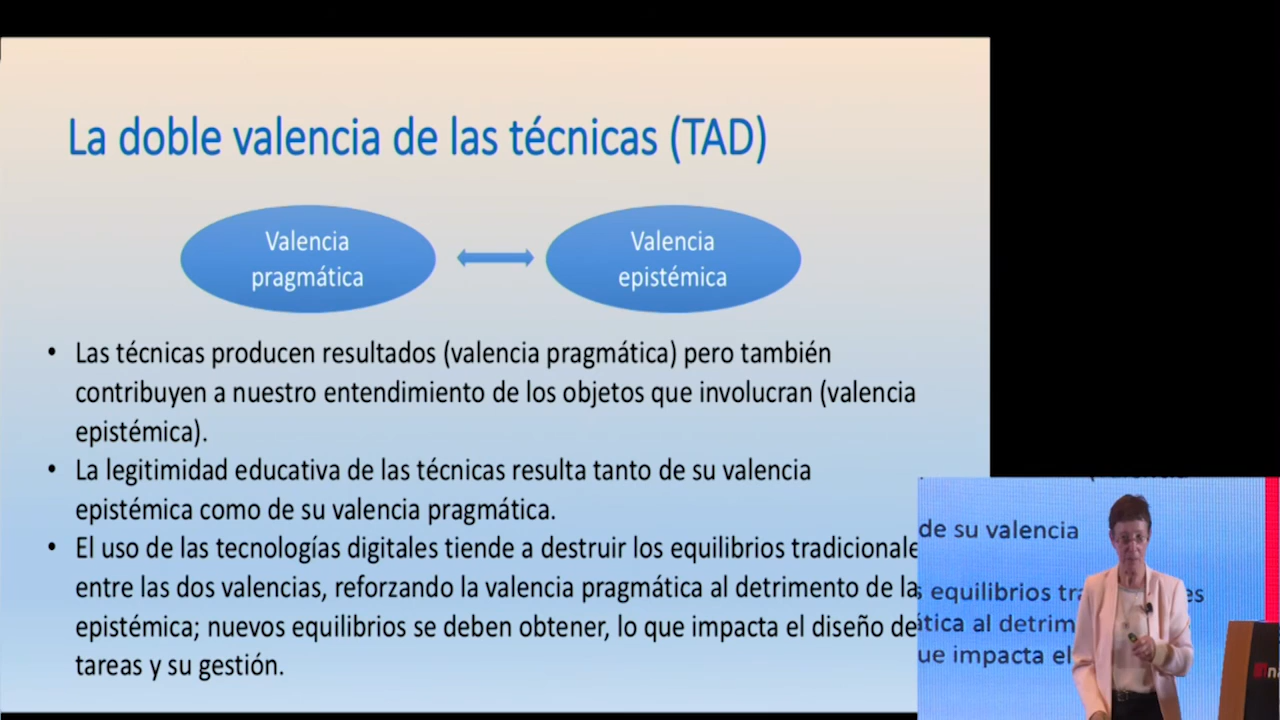 La doble valencia de las técnicas (TAD)
Valencia
pragmática
Valencia
epistémica
• Las técnicas producen resultados (valencia pragmática) pero también
contribuyen a nuestro entendimiento de los objetos que involucran (valencia
epistémica).
• La legitimidad educativa de las técnicas resulta tanto de su valencia
epistémica como de su valencia pragmática.
• El uso de las tecnologías digitales tiende a destruir los equilibrios tradicionale
entre las dos valencias, reforzando la valencia pragmática al detrimento de la
epistémica; nuevos equilibrios se deben obtener, lo que impacta el diseño de
tareas y su gestión.
de su valencia
equilibrios tra es
ática al detrim
ue impacta el